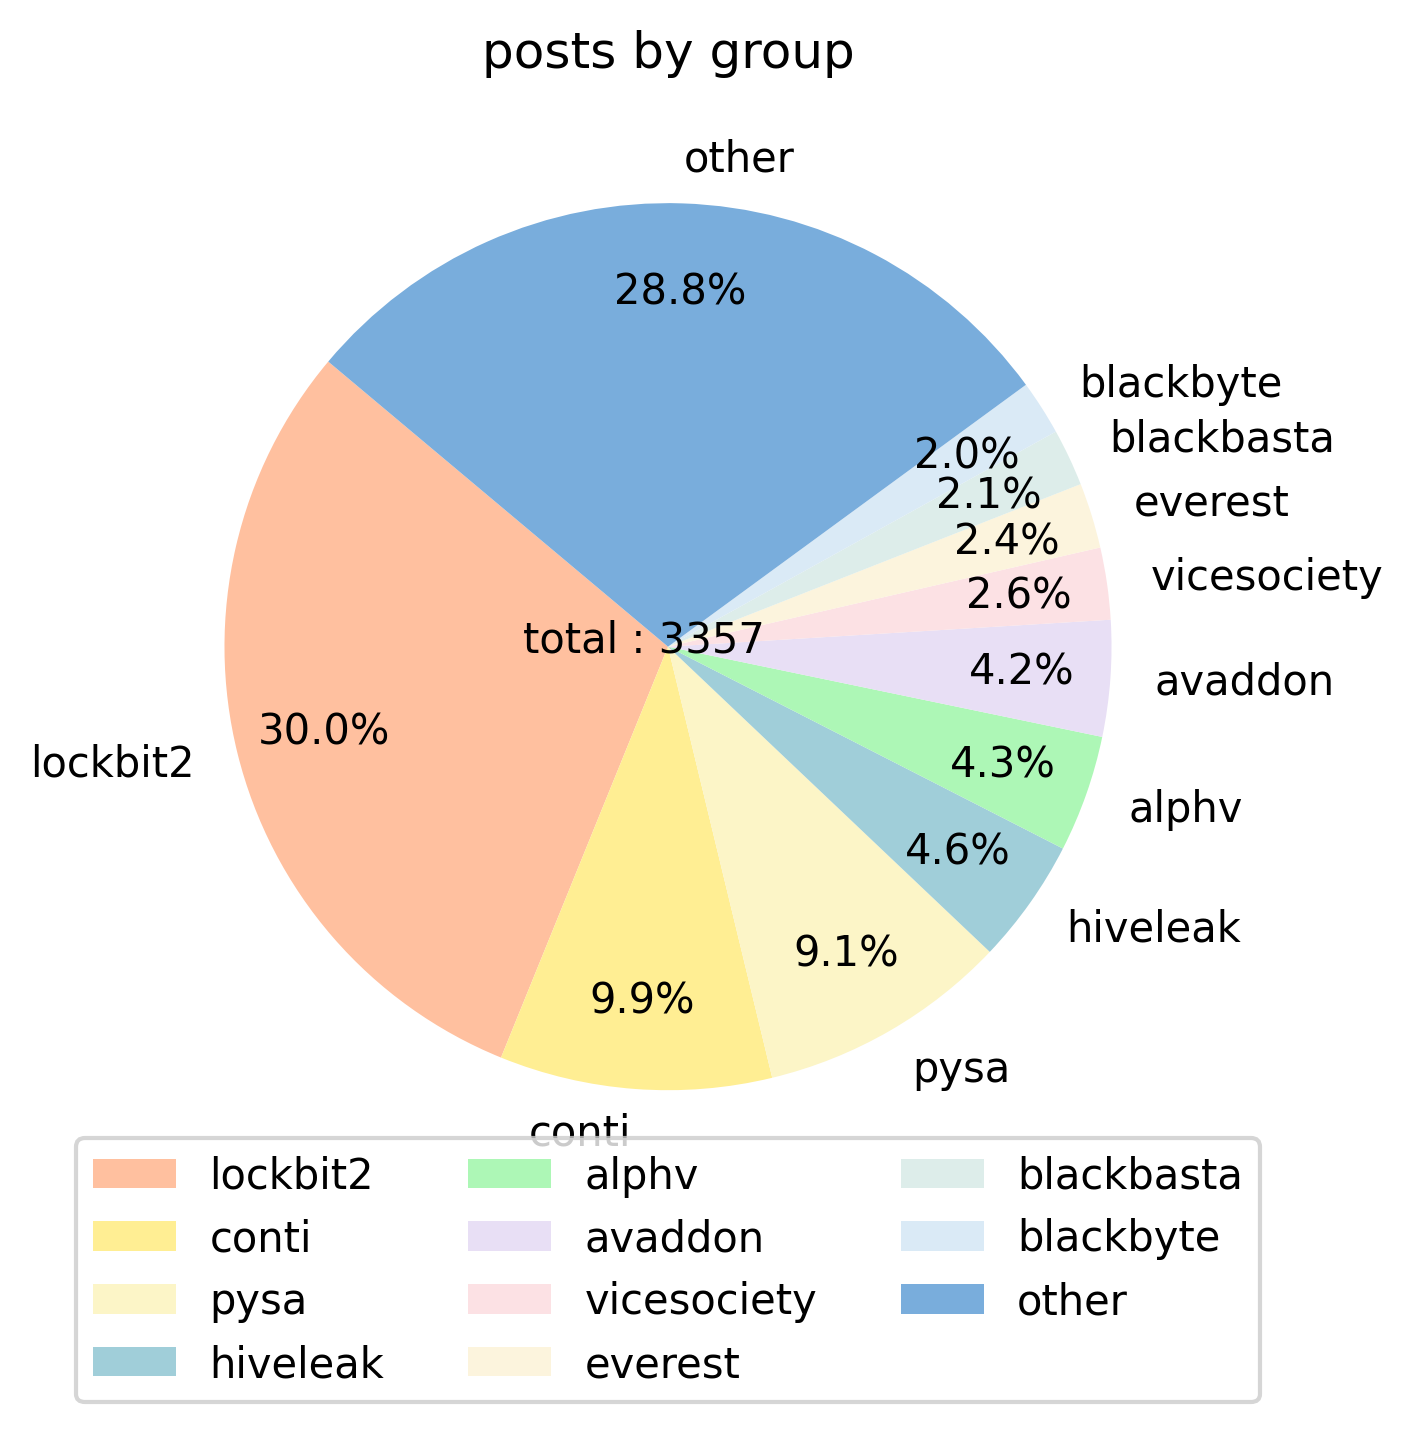 posts by group
other
28.8%
blackbyte
2.0%
blackbasta
2.1%
everest
2.4%
vicesociety
2.6%
total : 3357
avaddon
4.2%
lockbit2
30.0%
alphv
4.3%
hiveleak
4.6%
pysa
9.1%
conti
9.9%
lockbit2
conti
pysa
hiveleak
alphv
avaddon
vicesociety
everest
blackbasta
blackbyte
other